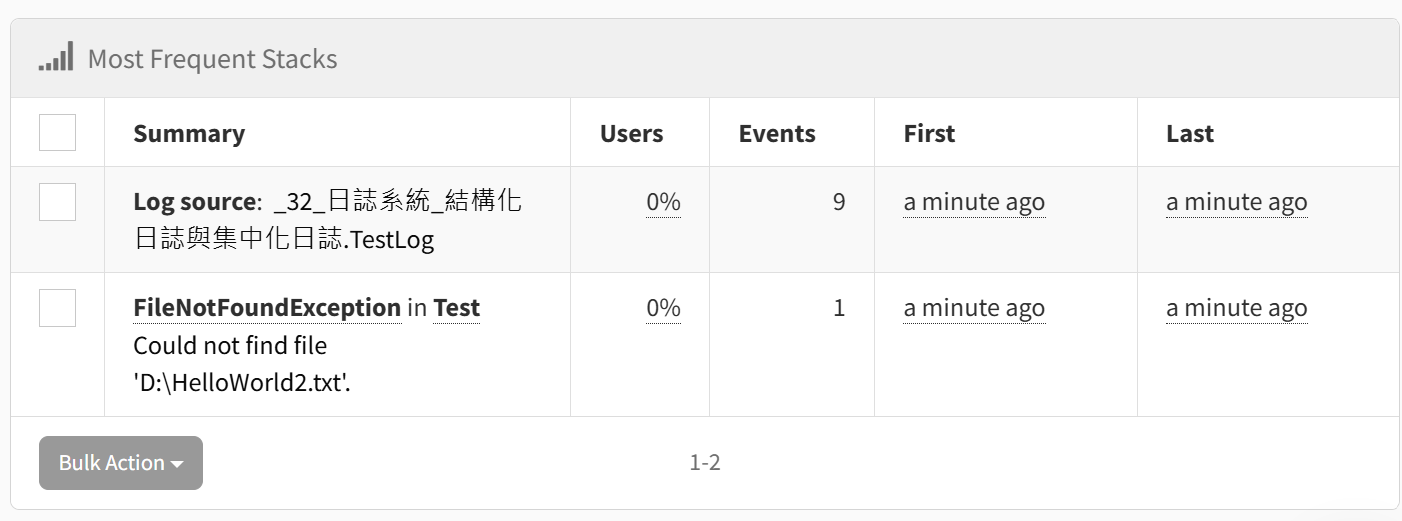 Most Frequent Stacks
Summary Users Events First Last
Log source: _32_日誌系統_結構化 0% 9 a minute ago a minute ago
日誌與集中化日誌.TestLog
FileNotFoundException in Test 0% 1 a minute ago a minute ago
Could not find file
'D:\HelloWorld2.txt'.
Bulk Action 1-2